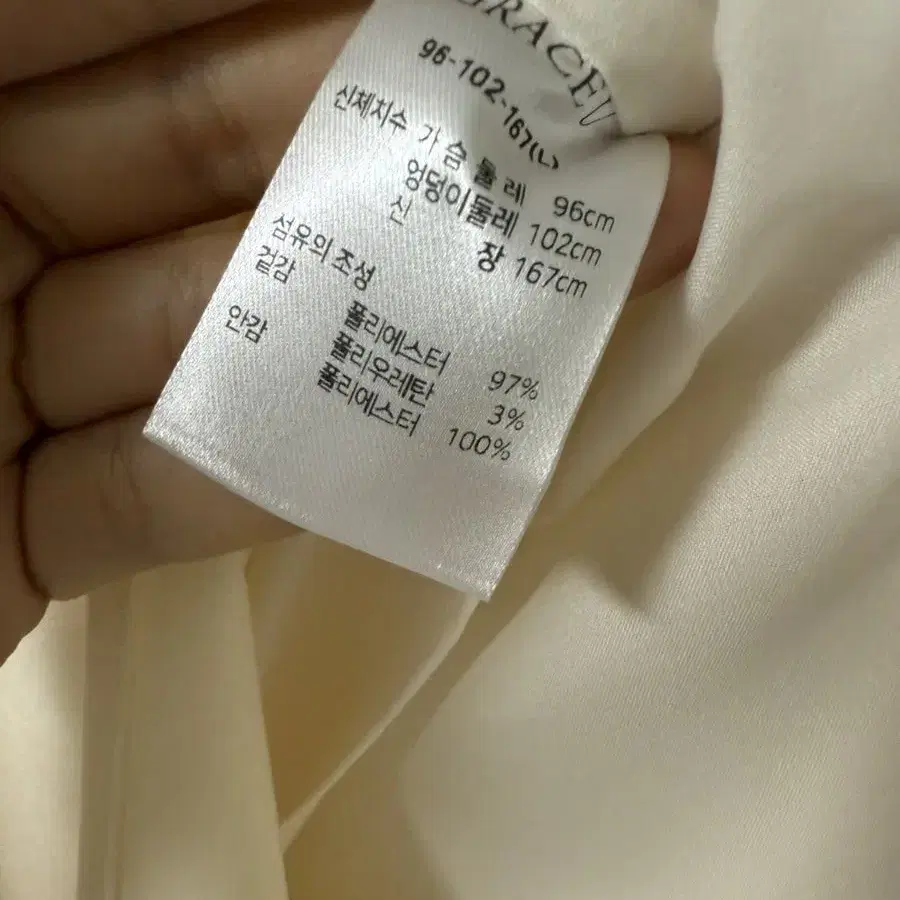 GRACEU
96-102-167(L)
신체치수 가슴둘레 96cm
엉덩이둘레 102cm
신 장 167cm
섬유의 조성
겉감 폴리에스터 97%
폴리우레탄 3%
안감 폴리에스터 100%